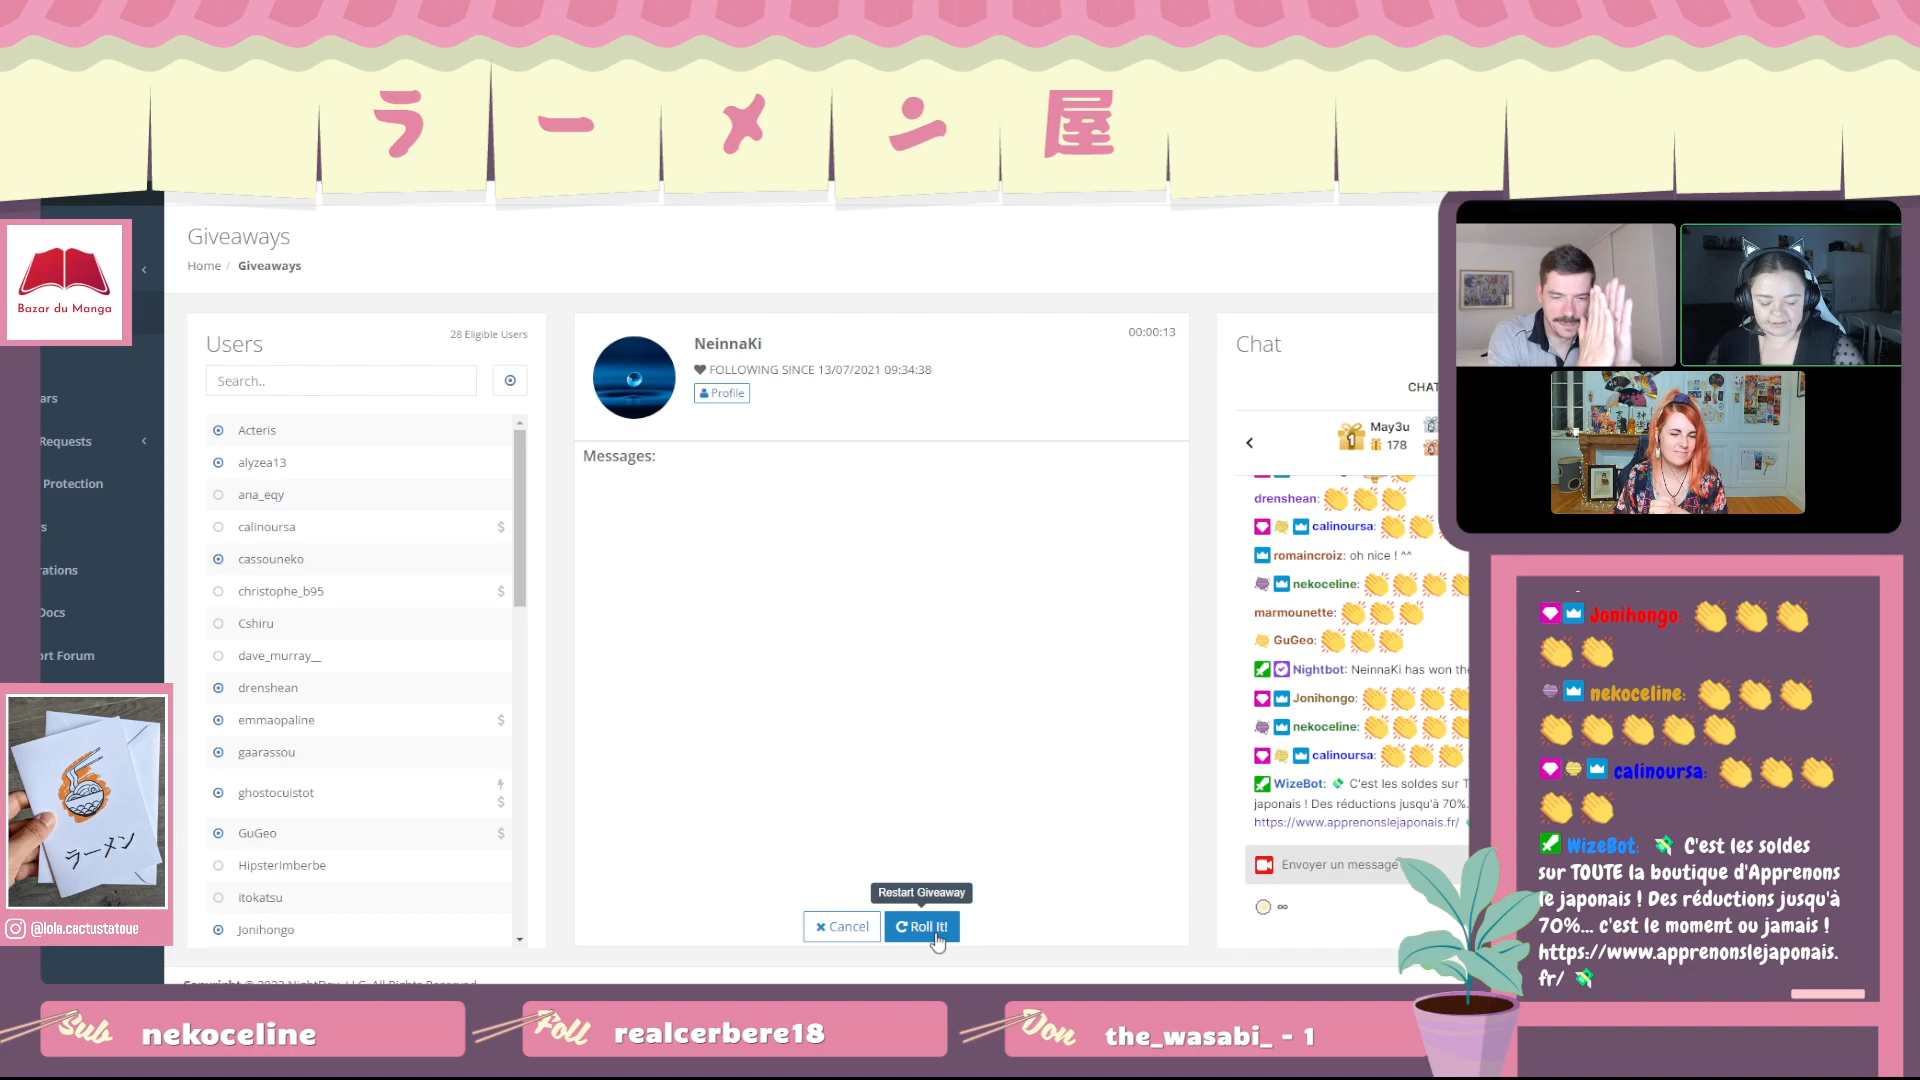 ラーメン屋
Bazar du Manga
Giveaways
Home / Giveaways
ars
Requests
Protection
s
rations
Docs
ort Forum
Users
28 Eligible Users
Search..
Acteris
alyzea13
ana_eqy
calinoursa
cassouneko
christophe_b95
Cshiru
dave_murray__
drenshean
emmaopaline
gaarassou
ghostocuistot
GuGeo
HipsterImberbe
itokatsu
Jonihongo
NeinnaKi
00:00:13
FOLLOWING SINCE 13/07/2021 09:34:38
Profile
Messages:
Restart Giveaway
Cancel
Roll It!
Chat
CHAT
1
May3u
178
drenshean:
calinoursa:
romaincroiz: oh nice ! ^^
nekoceline:
marmounette:
GuGeo:
Nightbot: NeinnaKi has won the
Jonihongo:
nekoceline:
calinoursa:
WizeBot: C'est les soldes sur T
japonais ! Des réductions jusqu'à 70%.
https://www.apprenonslejaponais.fr/
Envoyer un message
∞
Jonihongo:
nekoceline:
calinoursa:
WizeBot: C'est les soldes
sur TOUTE la boutique d'Apprenons
le japonais ! Des réductions jusqu'à
70%... c'est le moment ou jamais !
https://www.apprenonslejaponais.
fr/
ラーメン
@lola.cactustatoue
Sub nekoceline
Foll realcerbere18
Don the_wasabi_ - 1